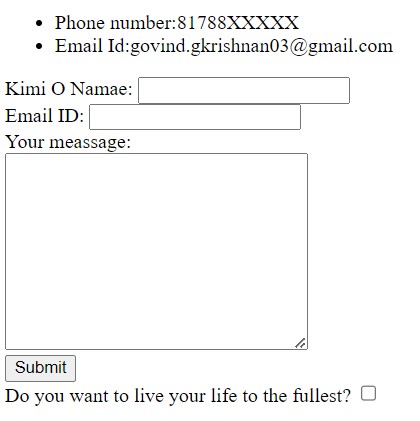 Phone number:81788XXXXX
Email Id:govind.gkrishnan03@gmail.com
Kimi O Namae:
Email ID:
Your meassage:
Submit
Do you want to live your life to the fullest?